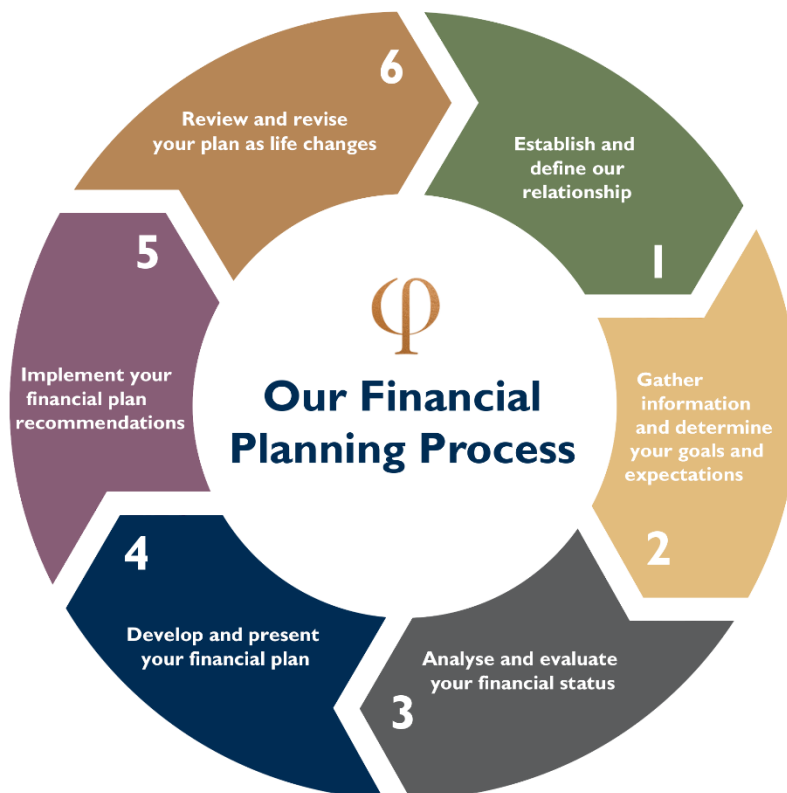 φ
Our Financial
Planning Process
1
Establish and
define our
relationship
2
Gather
information
and determine
your goals and
expectations
3
Analyse and evaluate
your financial status
4
Develop and present
your financial plan
5
Implement your
financial plan
recommendations
6
Review and revise
your plan as life changes